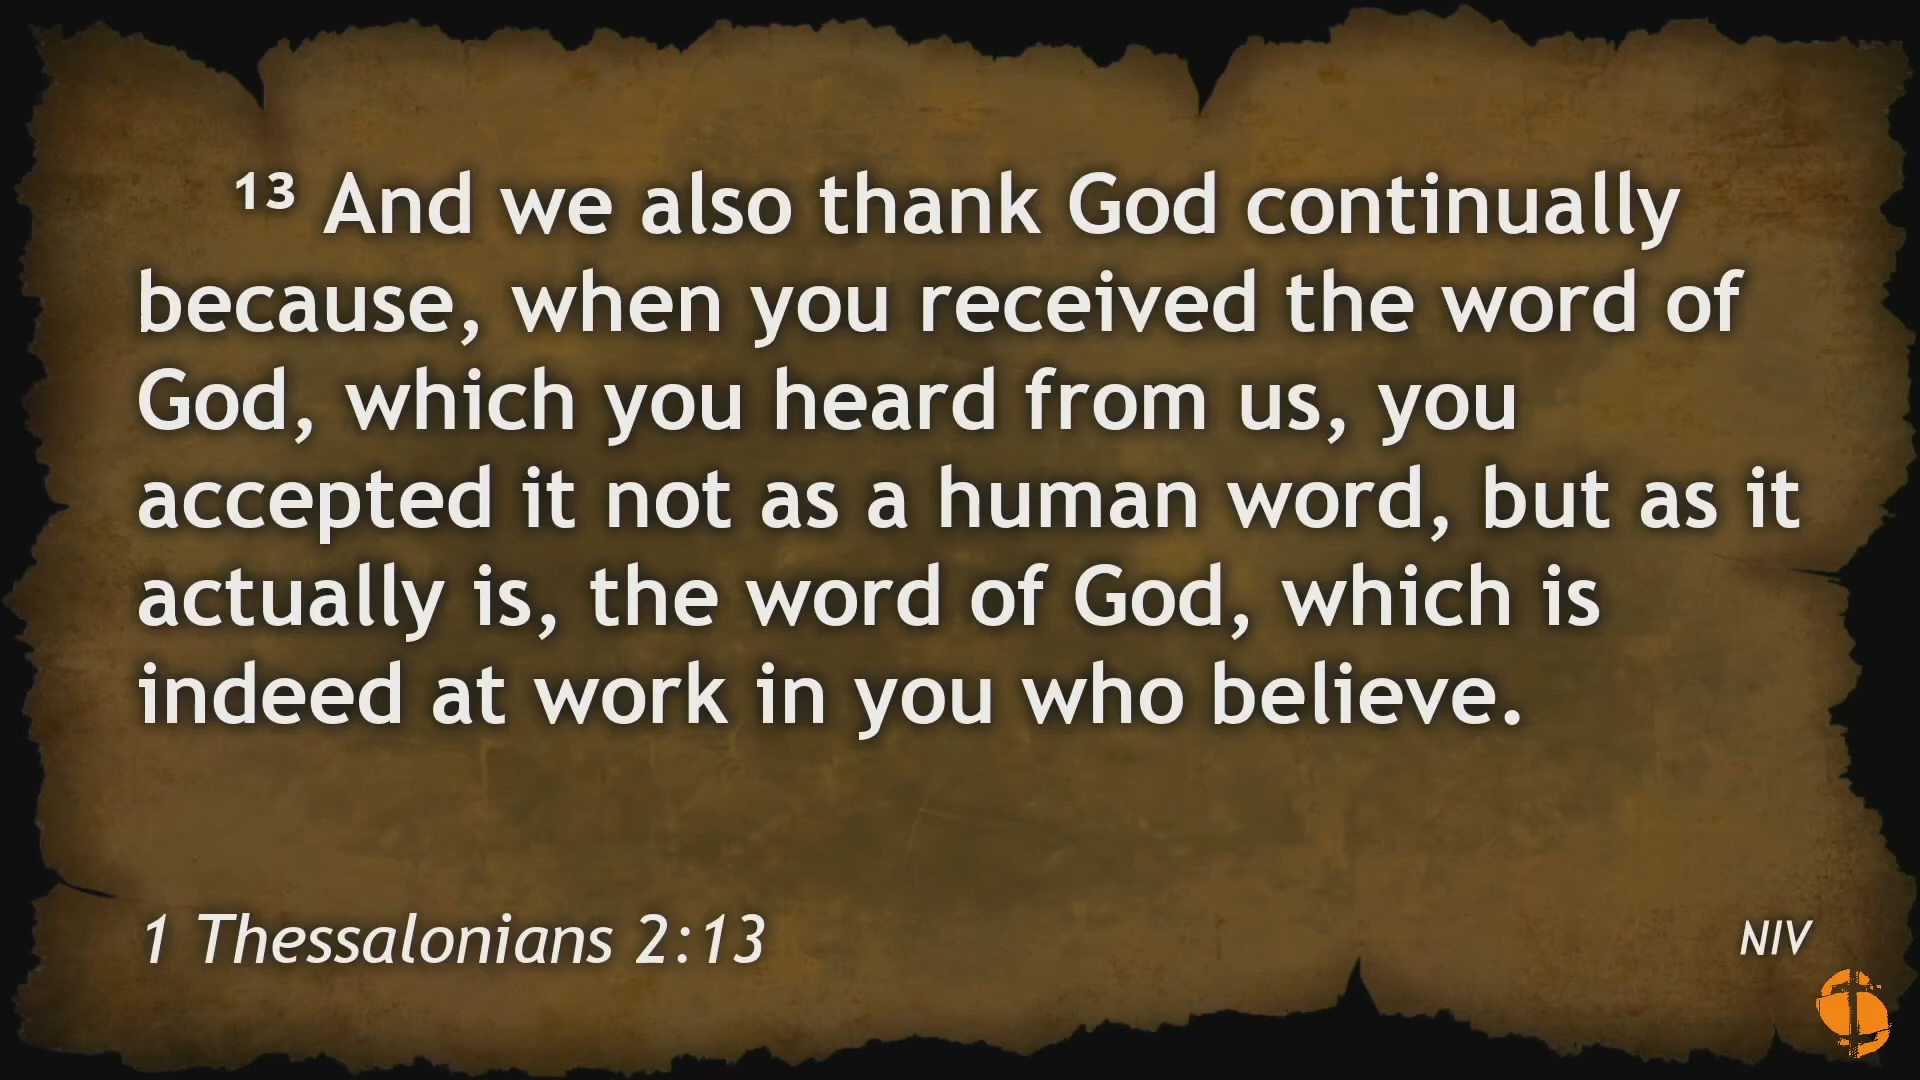 ¹³ And we also thank God continually
because, when you received the word of
God, which you heard from us, you
accepted it not as a human word, but as it
actually is, the word of God, which is
indeed at work in you who believe.
1 Thessalonians 2:13
NIV